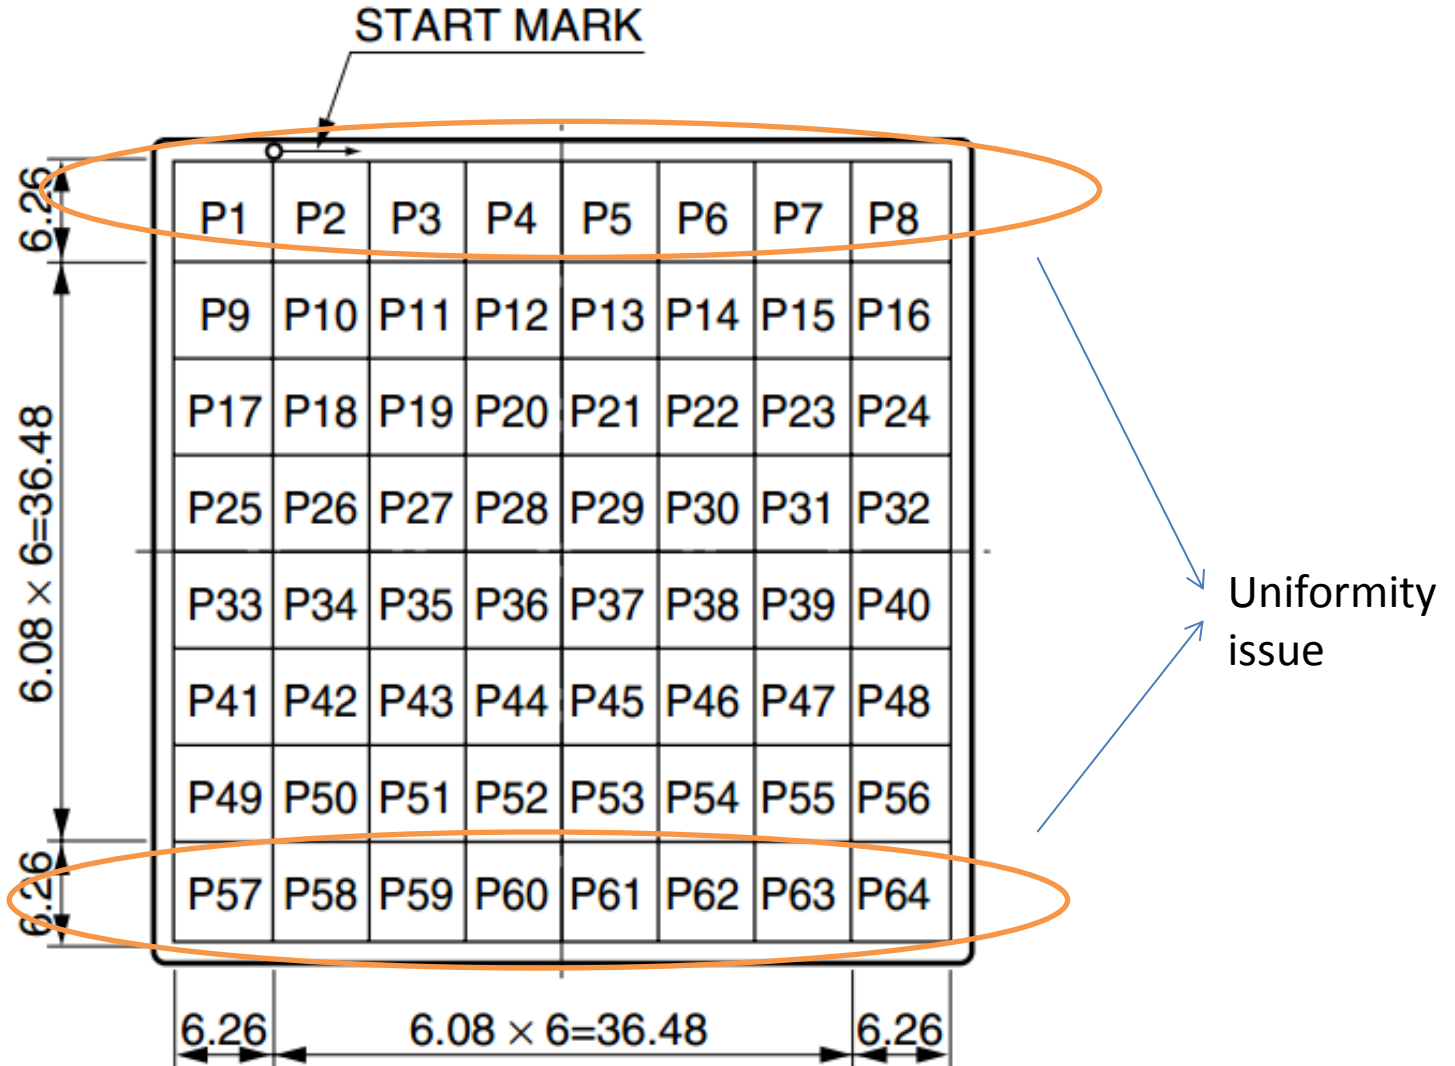 START MARK
6.26
P1 P2 P3 P4 P5 P6 P7 P8
P9 P10 P11 P12 P13 P14 P15 P16
P17 P18 P19 P20 P21 P22 P23 P24
6.08 × 6=36.48
P25 P26 P27 P28 P29 P30 P31 P32
P33 P34 P35 P36 P37 P38 P39 P40
Uniformity
issue
P41 P42 P43 P44 P45 P46 P47 P48
P49 P50 P51 P52 P53 P54 P55 P56
6.26
P57 P58 P59 P60 P61 P62 P63 P64
6.26 6.08 × 6=36.48 6.26